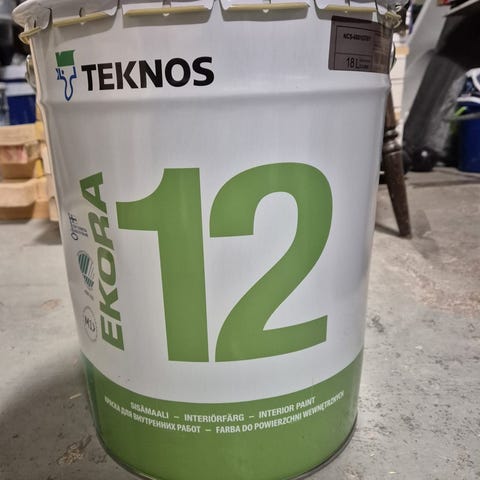 TEKNOS
18 L
EKORA
12
SISÄMAALI – INTERIÖRFÄRG – INTERIOR PAINT
КРАСКА ДЛЯ ВНУТРЕННИХ РАБОТ – FARBA DO POWIERZCHNI WEWNĘTRZNYCH